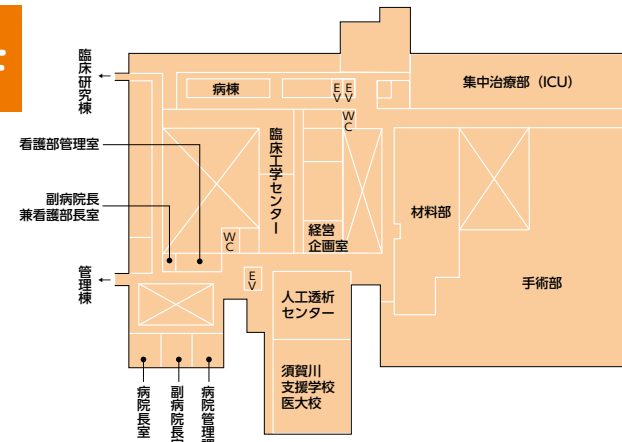 臨床研究棟
病棟
EV
EV
集中治療部（ICU）
WC
看護部管理室
臨床工学センター
副病院長
兼看護部長室
材料部
WC
経営
企画室
管理棟
EV
人工透析
センター
手術部
須賀川
支援学校
医大校
病院長室
副病院長室
病院管理課